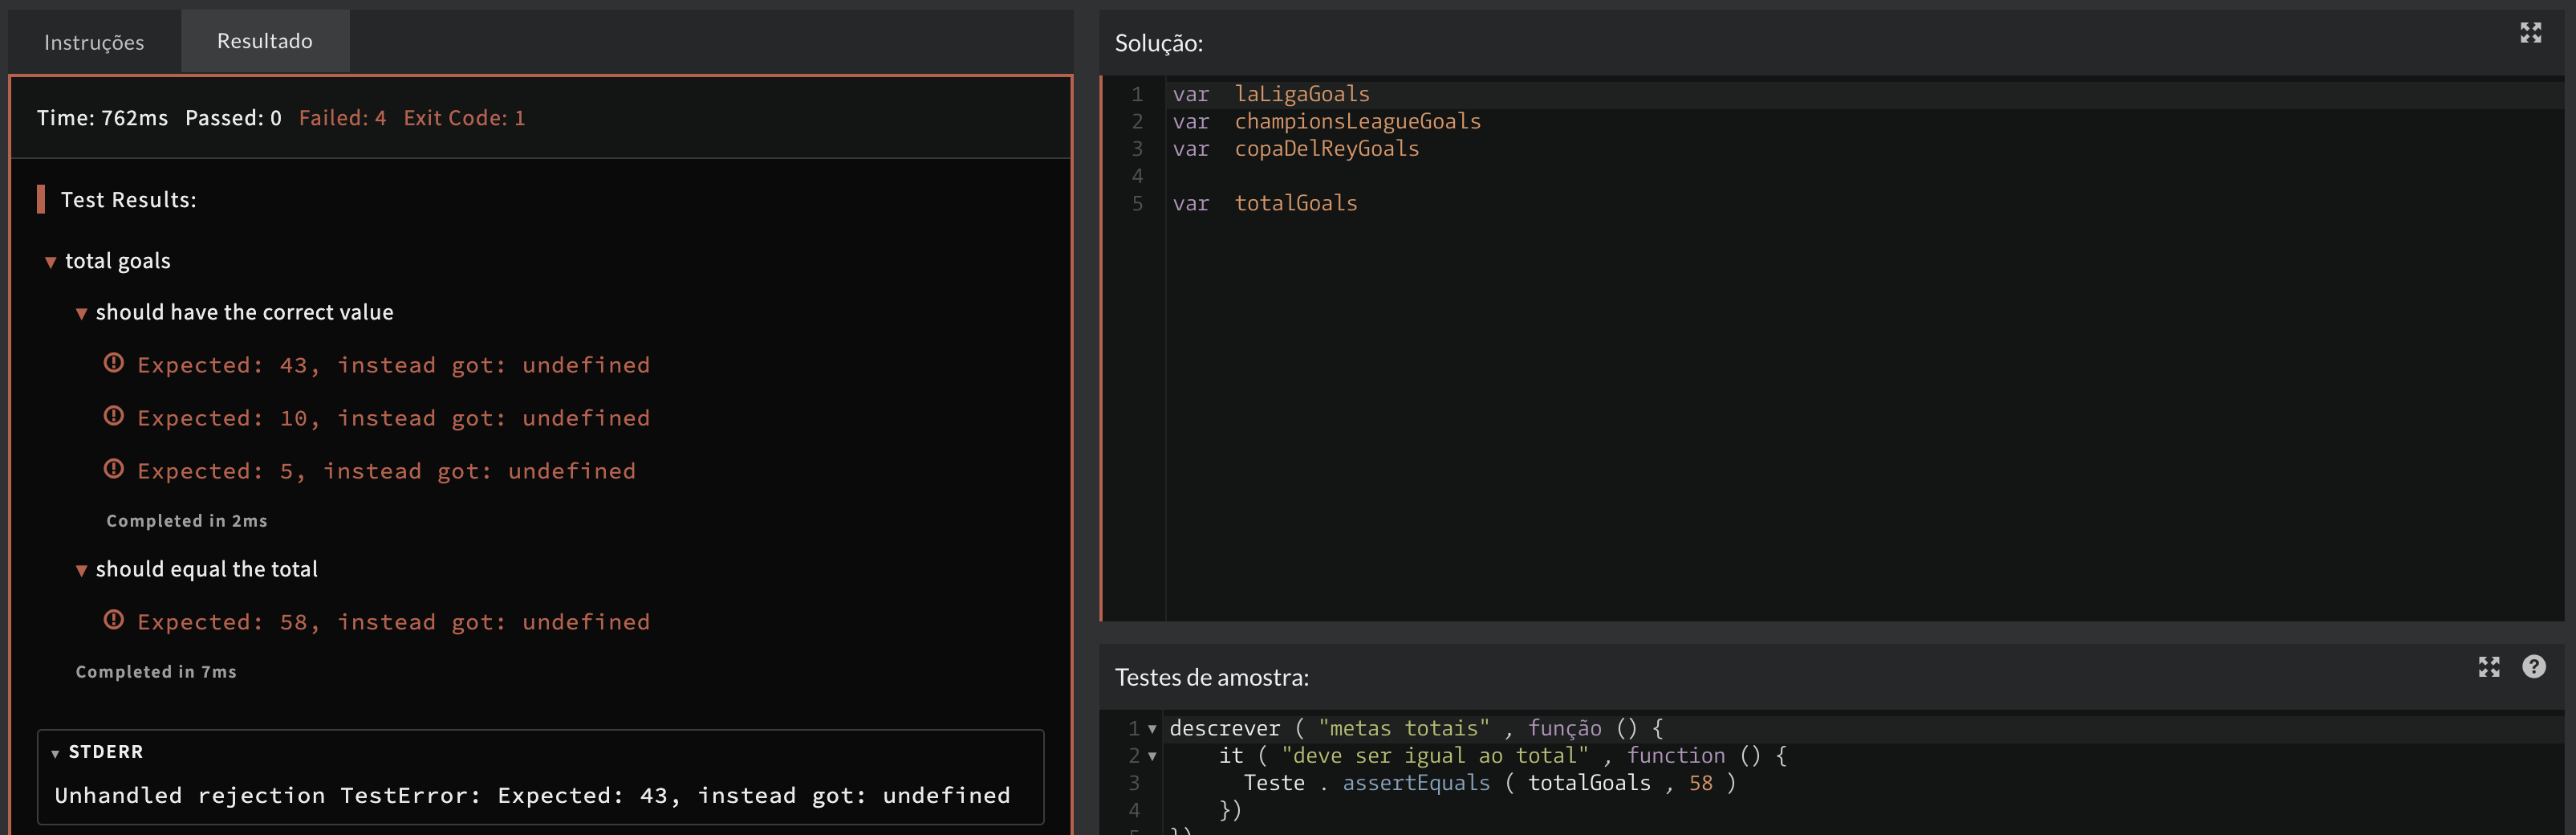 Instruções Resultado
Time: 762ms Passed: 0 Failed: 4 Exit Code: 1
Test Results:
total goals
should have the correct value
Expected: 43, instead got: undefined
Expected: 10, instead got: undefined
Expected: 5, instead got: undefined
Completed in 2ms
should equal the total
Expected: 58, instead got: undefined
Completed in 7ms
STDERR
Unhandled rejection TestError: Expected: 43, instead got: undefined
Solução:
1 var laLigaGoals
2 var championsLeagueGoals
3 var copaDelReyGoals
4
5 var totalGoals
Testes de amostra:
1 descrever ( "metas totais" , função () {
2 it ( "deve ser igual ao total" , function () {
3 Teste . assertEquals ( totalGoals , 58 )
4 })
5 })